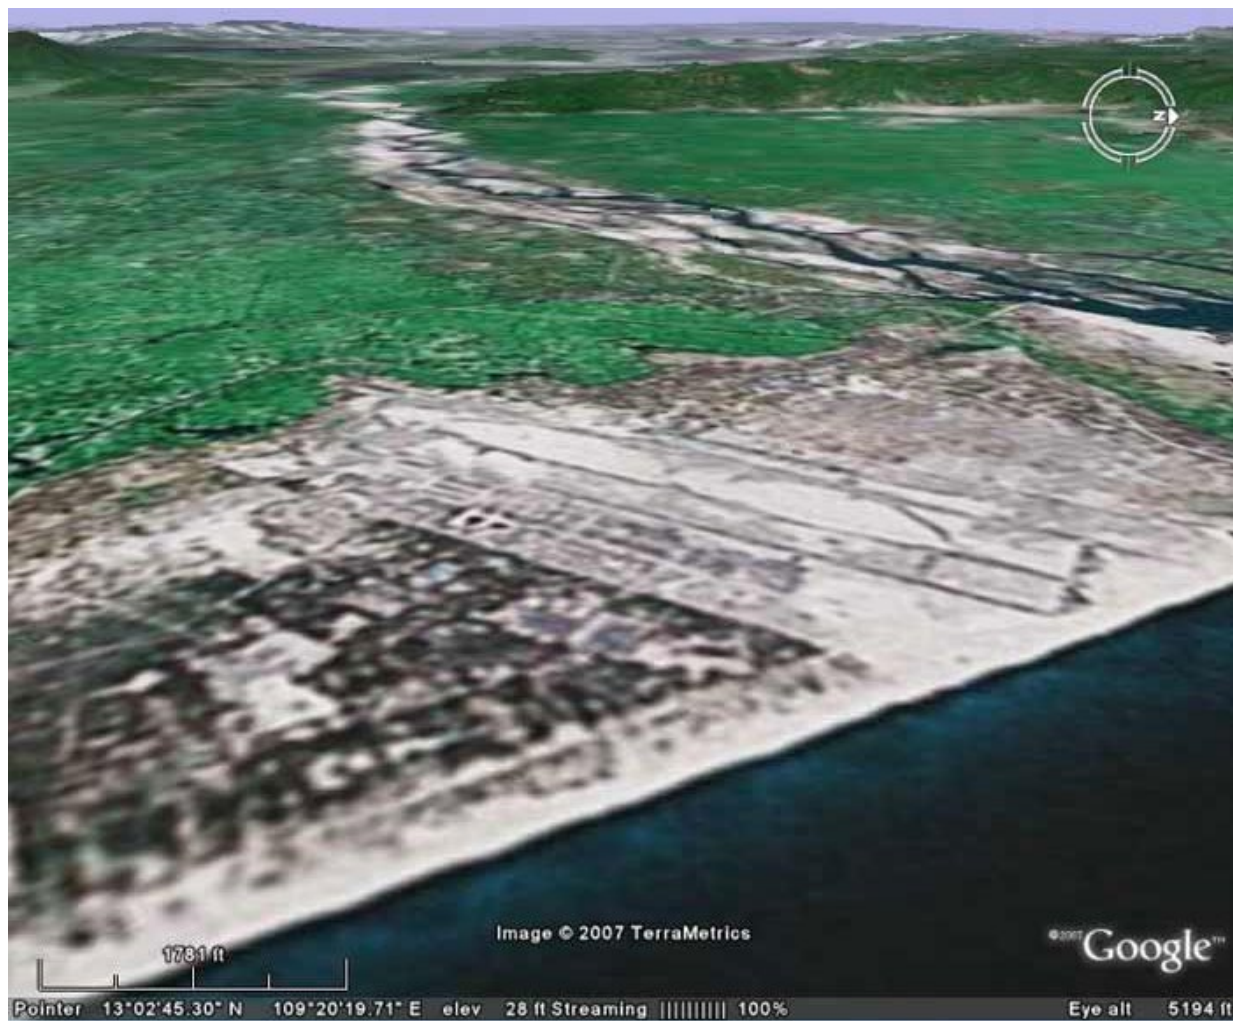 Z
1781 ft
Image © 2007 TerraMetrics
©2007 Google™
Pointer 13°02'45.30" N 109°20'19.71" E elev 28 ft Streaming |||||||||| 100% Eye alt 5194 ft